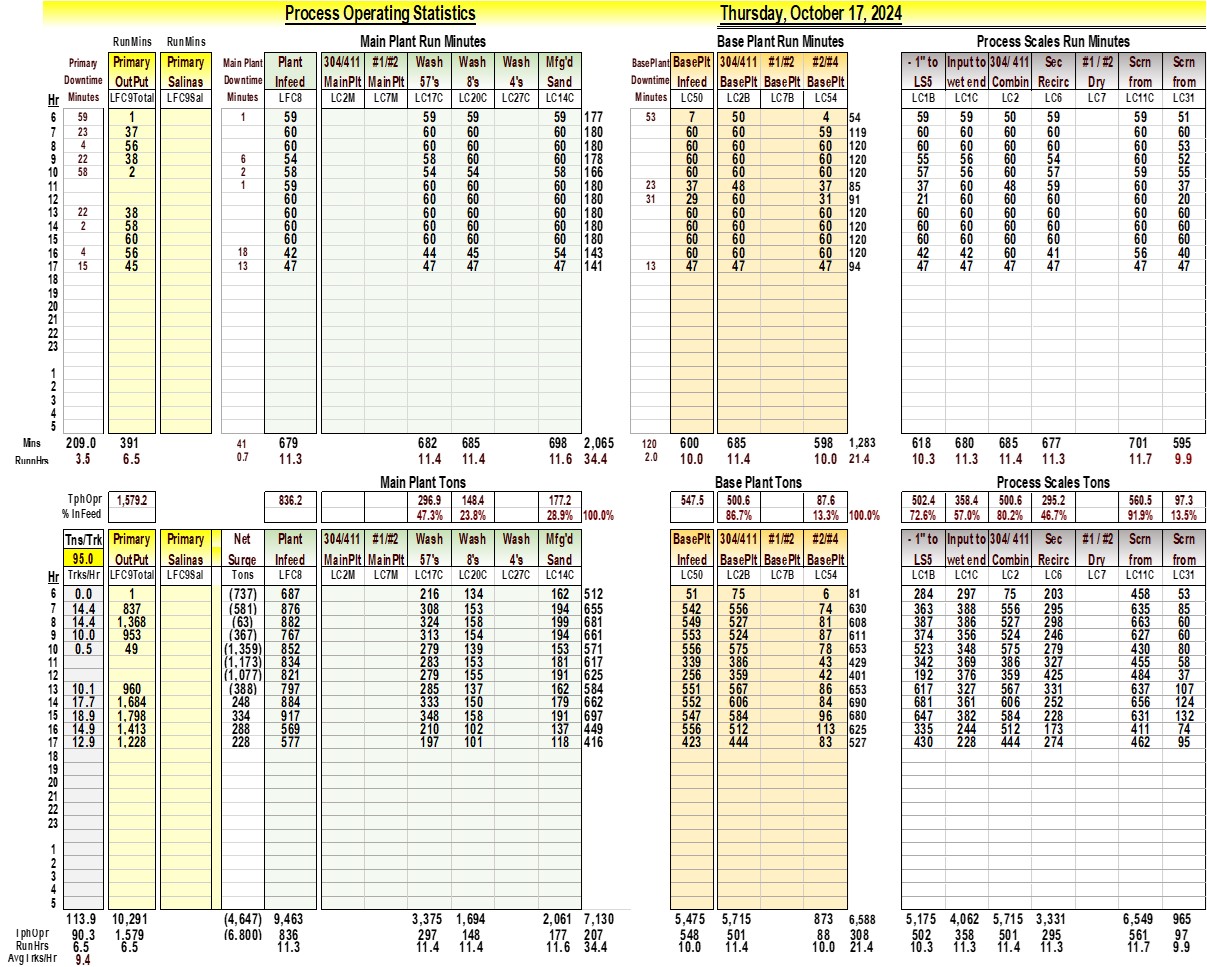 Process Operating Statistics Thursday, October 17, 2024
RunMins RunMins Main Plant Run Minutes Base Plant Run Minutes Process Scales Run Minutes
Primary Primary Primary Main Plant Plant 304/411 #1/#2 Wash Wash Wash Mfg'd BasePlant BasePlt 304/411 #1/#2 #2/#4 - 1" to Input to 304/ 411 Sec #1 / #2 Scrn Scrn
Downtime OutPut Salinas Downtime Infeed MainPlt MainPlt 57's 8's 4's Sand Downtime Infeed BasePlt BasePlt BasePlt LS5 wet end Combin Recirc Dry from from
Hr Minutes LFC9Total LFC9Sal Minutes LFC8 LC2M LC7M LC17C LC20C LC27C LC14C Minutes LC50 LC2B LC7B LC54 LC1B LC1C LC2 LC6 LC7 LC11C LC31
6 59 1 1 59 59 59 59 177 53 7 50 4 54 59 59 50 59 59 51
7 23 37 60 60 60 60 180 60 60 59 119 60 60 60 60 60 60
8 4 56 60 60 60 60 180 60 60 60 120 60 60 60 60 60 53
9 22 38 6 54 58 60 60 178 60 60 60 120 55 56 60 54 60 52
10 58 2 2 58 54 54 58 166 60 60 60 120 57 56 60 57 59 55
11 1 59 60 60 60 180 23 37 48 37 85 37 60 48 59 60 37
12 60 60 60 60 180 31 29 60 31 91 21 60 60 60 60 20
13 22 38 60 60 60 60 180 60 60 60 120 60 60 60 60 60 60
14 2 58 60 60 60 60 180 60 60 60 120 60 60 60 60 60 60
15 60 60 60 60 60 180 60 60 60 120 60 60 60 60 60 60
16 4 56 18 42 44 45 54 143 60 60 60 120 42 42 60 41 56 40
17 15 45 13 47 47 47 47 141 13 47 47 47 94 47 47 47 47 47 47
18
19
20
21
22
23
1
2
3
4
5
Mins 209.0 391 41 679 682 685 698 2,065 120 600 685 598 1,283 618 680 685 677 701 595
RunnHrs 3.5 6.5 0.7 11.3 11.4 11.4 11.6 34.4 2.0 10.0 11.4 10.0 21.4 10.3 11.3 11.4 11.3 11.7 9.9
Main Plant Tons Base Plant Tons Process Scales Tons
TphOpr 1,579.2 836.2 296.9 148.4 177.2 547.5 500.6 87.6 502.4 358.4 500.6 295.2 560.5 97.3
% InFeed 47.3% 23.8% 28.9% 100.0% 86.7% 13.3% 100.0% 72.6% 57.0% 80.2% 46.7% 91.9% 13.5%
Tns/Trk Primary Primary Net Plant 304/411 #1/#2 Wash Wash Wash Mfg'd BasePlt 304/411 #1/#2 #2/#4 - 1" to Input to 304/ 411 Sec #1 / #2 Scrn Scrn
95.0 OutPut Salinas Surge Infeed MainPlt MainPlt 57's 8's 4's Sand Infeed BasePlt BasePlt BasePlt LS5 wet end Combin Recirc Dry from from
Hr Trks/Hr LFC9Total LFC9Sal Tons LFC8 LC2M LC7M LC17C LC20C LC27C LC14C LC50 LC2B LC7B LC54 LC1B LC1C LC2 LC6 LC7 LC11C LC31
6 0.0 1 (737) 687 216 134 162 512 51 75 6 81 284 297 75 203 458 53
7 14.4 837 (581) 876 308 153 194 655 542 556 74 630 363 388 556 295 635 85
8 14.4 1,368 (63) 882 324 158 199 681 549 527 81 608 387 386 527 298 663 60
9 10.0 953 (367) 767 313 154 194 661 553 524 87 611 374 356 524 246 627 60
10 0.5 49 (1,359) 852 279 139 153 571 556 575 78 653 523 348 575 279 430 80
11 (1,173) 834 283 153 181 617 339 386 43 429 342 369 386 327 455 58
12 (1,077) 821 279 155 191 625 256 359 42 401 192 376 359 425 484 37
13 10.1 960 (388) 797 285 137 162 584 551 567 86 653 617 327 567 331 637 107
14 17.7 1,684 248 884 333 150 179 662 552 606 84 690 681 361 606 252 656 124
15 18.9 1,798 334 917 348 158 191 697 547 584 96 680 647 382 584 228 631 132
16 14.9 1,413 288 569 210 102 137 449 556 512 113 625 335 244 512 173 411 74
17 12.9 1,228 228 577 197 101 118 416 423 444 83 527 430 228 444 274 462 95
18
19
20
21
22
23
1
2
3
4
5
113.9 10,291 (4,647) 9,463 3,375 1,694 2,061 7,130 5,475 5,715 873 6,588 5,175 4,062 5,715 3,331 6,549 965
TphOpr 90.3 1,579 (6,800) 836 297 148 177 207 548 501 88 308 502 358 501 295 561 97
RunHrs 6.5 6.5 11.3 11.4 11.4 11.6 34.4 10.0 11.4 10.0 21.4 10.3 11.3 11.4 11.3 11.7 9.9
AvgTrks/Hr 9.4